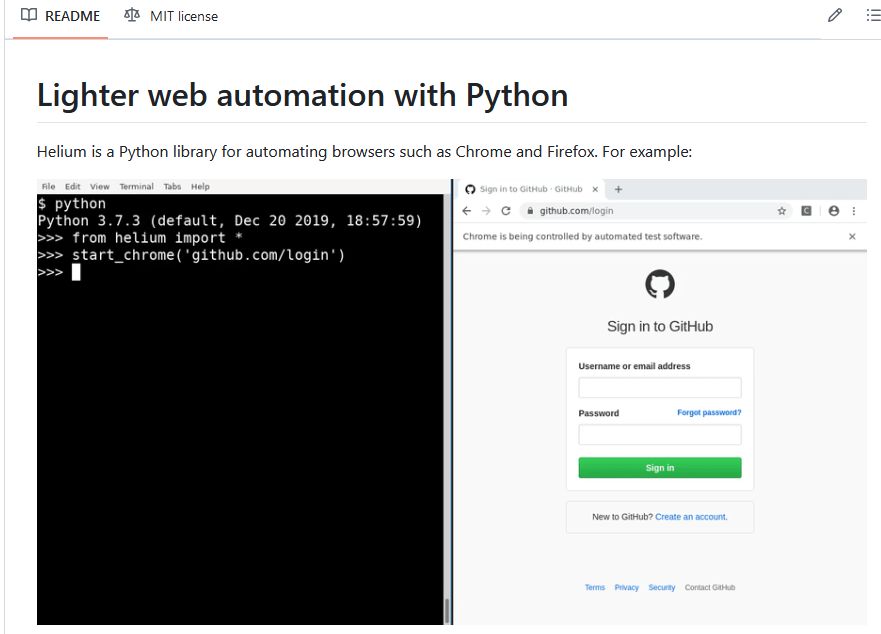 README MIT license
Lighter web automation with Python
Helium is a Python library for automating browsers such as Chrome and Firefox. For example:
File Edit View Terminal Tabs Help
$ python
Python 3.7.3 (default, Dec 20 2019, 18:57:59)
>>> from helium import *
>>> start_chrome('github.com/login')
>>>
Sign in to GitHub · GitHub
github.com/login
Chrome is being controlled by automated test software.
Sign in to GitHub
Username or email address
Password Forgot password?
Sign in
New to GitHub? Create an account.
Terms Privacy Security Contact GitHub